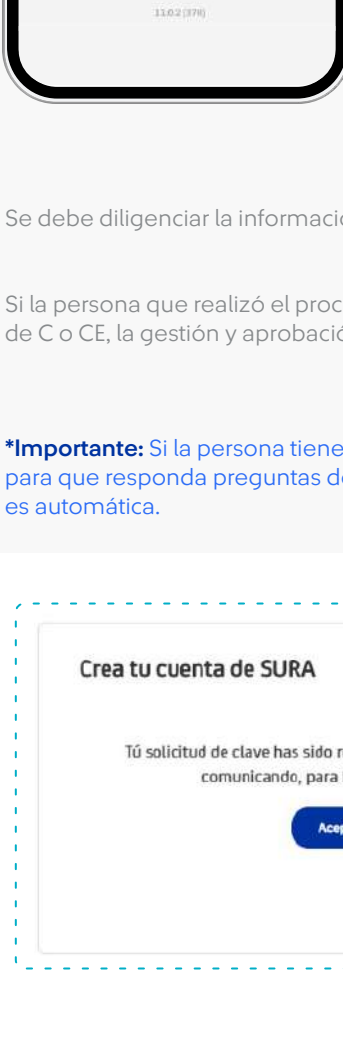 11.0.2 (378)
Se debe diligenciar la informació
Si la persona que realizó el proc
de C o CE, la gestión y aprobació
*Importante: Si la persona tiene
para que responda preguntas de
es automática.
Crea tu cuenta de SURA
Tú solicitud de clave has sido r
comunicando, para
Acep